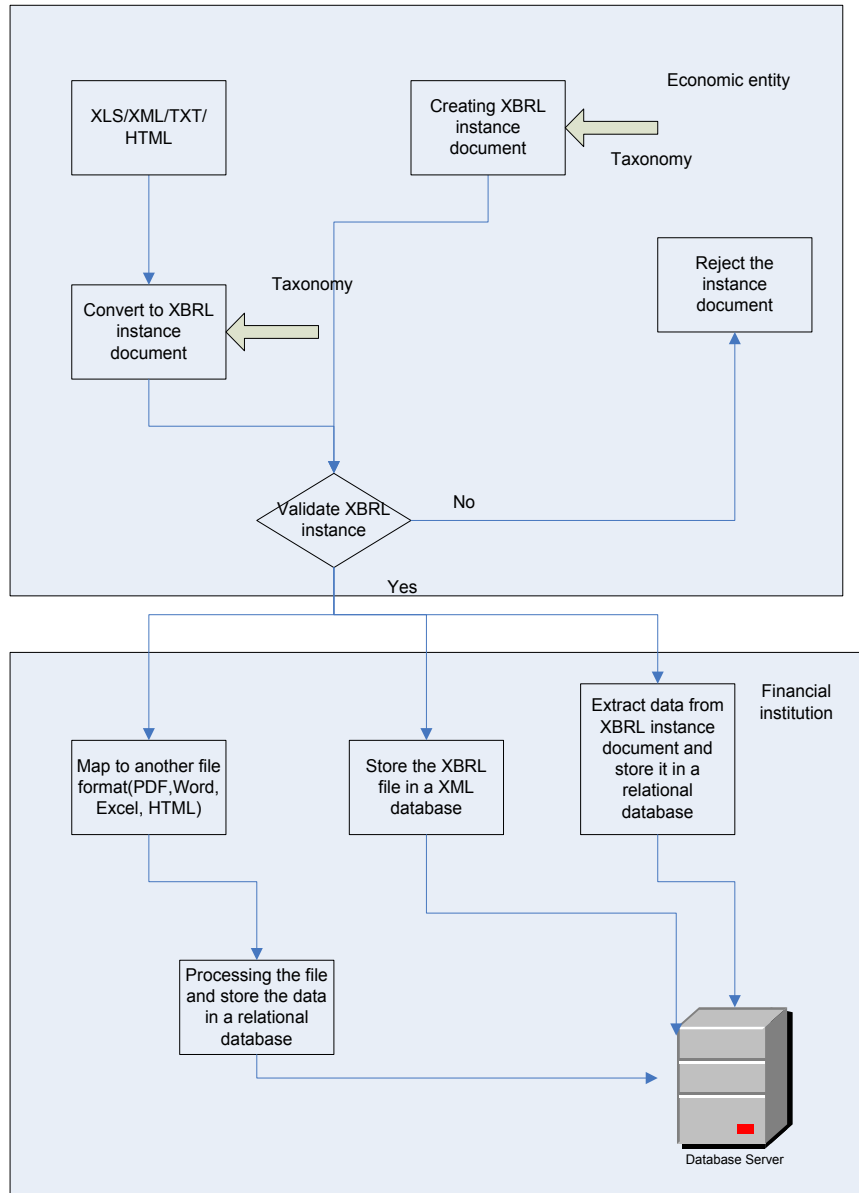 Economic entity
XLS/XML/TXT/
HTML
Creating XBRL
instance
document
Taxonomy
Reject the
instance
document
Taxonomy
Convert to XBRL
instance
document
Validate XBRL
instance
No
Yes
Financial
institution
Map to another file
format(PDF,Word,
Excel, HTML)
Store the XBRL
file in a XML
database
Extract data from
XBRL instance
document and
store it in a
relational
database
Processing the file
and store the data
in a relational
database
Database Server